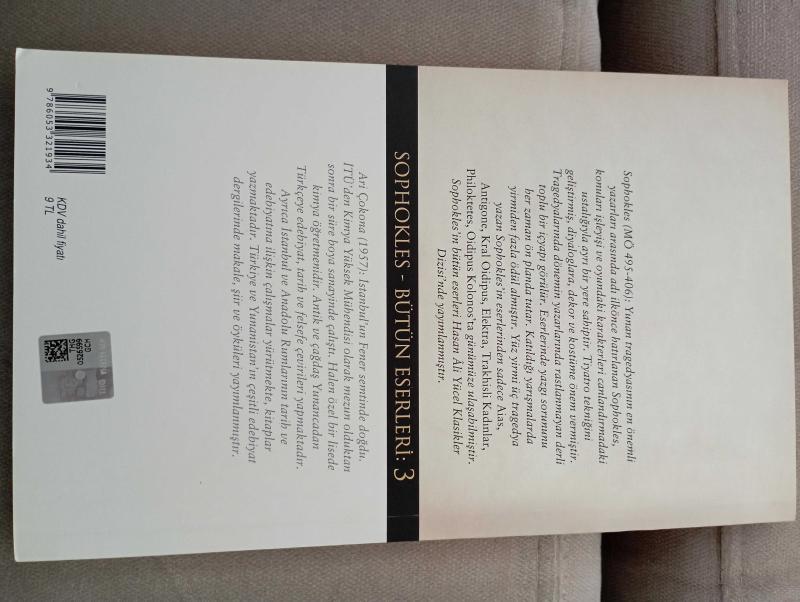 Sophokles (MÖ 495-406): Yunan tragedyasının en önemli
yazarları arasında adı ilkönce hatırlanan Sophokles,
konuları işleyişi ve oyundaki karakterleri canlandırmadaki
ustalığıyla ayrı bir yere sahiptir. Tiyatro tekniğini
geliştirmiş, diyaloglara, dekor ve kostüme önem vermiştir.
Tragedyalarında dönemin yazarlarında rastlanmayan derli
toplu bir içyapı görülür. Eserlerinde yazgı sorununu
her zaman ön planda tutar. Katıldığı yarışmalarda
yirmiden fazla ödül almıştır. Yüz yirmi üç tragedya
yazan Sophokles'in eserlerinden sadece Aias,
Antigone, Kral Oidipus, Elektra, Trakhisli Kadınlar,
Philoktetes, Oidipus Kolonos'ta günümüze ulaşabilmiştir.
Sophokles'in bütün eserleri Hasan Âli Yücel Klasikler
Dizisi'nde yayımlanmıştır.
SOPHOKLES - BÜTÜN ESERLERİ: 3
Ari Çokona (1957): İstanbul'un Fener semtinde doğdu.
İTÜ'den Kimya Yüksek Mühendisi olarak mezun olduktan
sonra bir süre boya sanayinde çalıştı. Halen özel bir lisede
kimya öğretmenidir. Antik ve çağdaş Yunancadan
Türkçeye edebiyat, tarih ve felsefe çevirileri yapmaktadır.
Ayrıca İstanbul ve Anadolu Rumlarının tarih ve
edebiyatına ilişkin çalışmalar yürütmekte, kitaplar
yazmaktadır. Türkiye ve Yunanistan'ın çeşitli edebiyat
dergilerinde makale, şiir ve öyküleri yayımlanmıştır.
9 786053 321934
KDV dahil fiyatı
9 TL